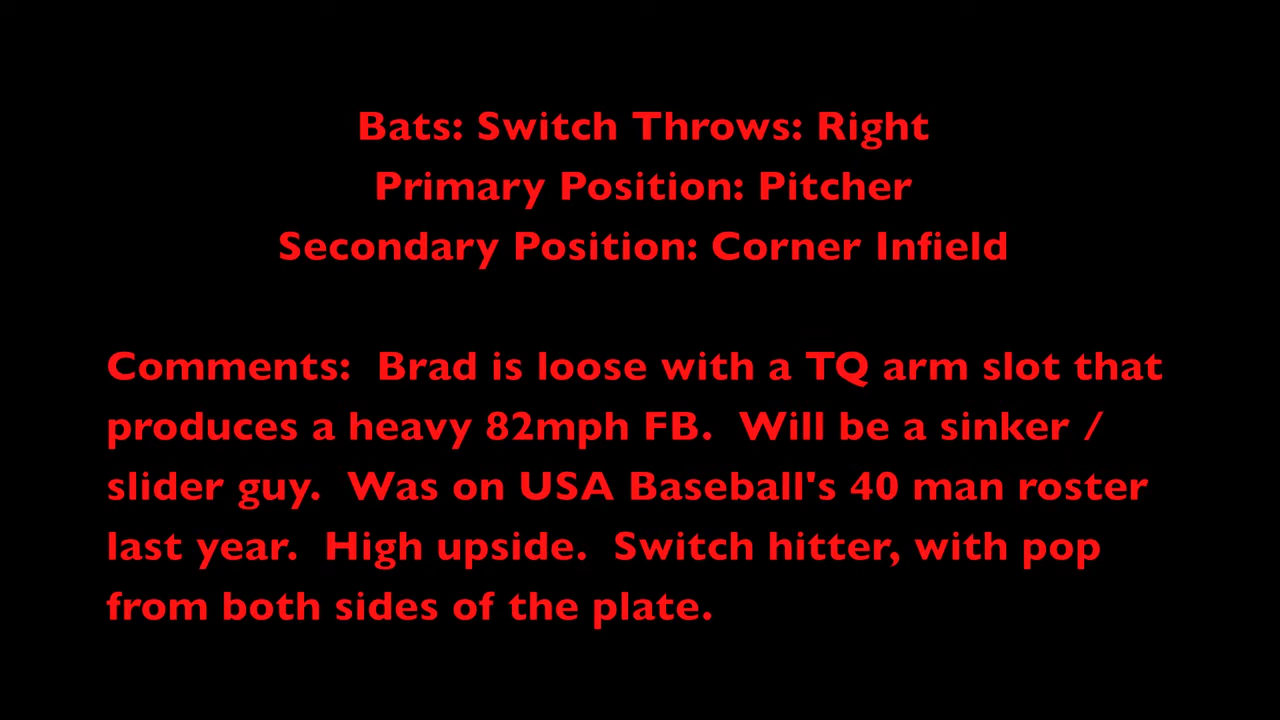 Bats: Switch Throws: Right
Primary Position: Pitcher
Secondary Position: Corner Infield
Comments:  Brad is loose with a TQ arm slot that
produces a heavy 82mph FB.  Will be a sinker /
slider guy.  Was on USA Baseball's 40 man roster
last year.  High upside.  Switch hitter, with pop
from both sides of the plate.